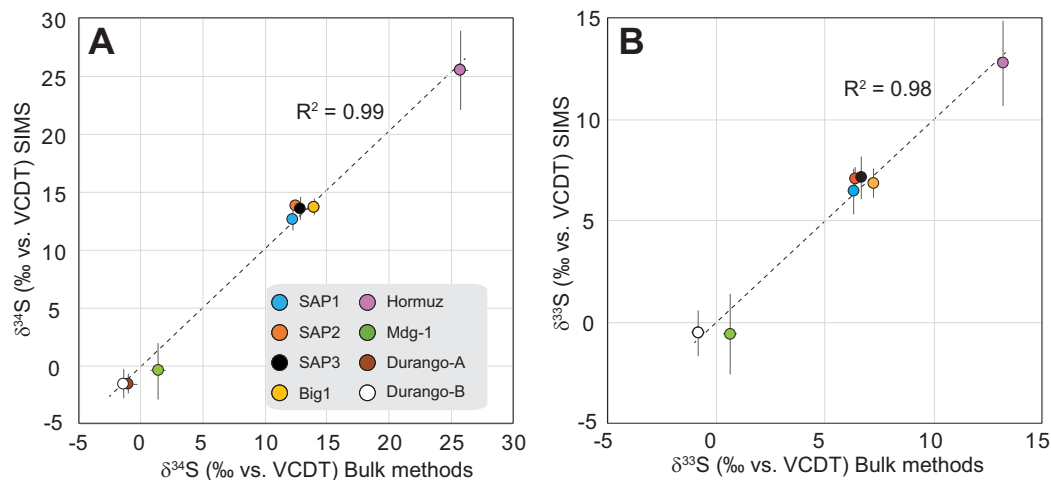 A
R² = 0.99
30
25
20
15
10
5
0
-5
-5 0 5 10 15 20 25 30
δ³⁴S (‰ vs. VCDT) SIMS
δ³⁴S (‰ vs. VCDT) Bulk methods
SAP1 Hormuz
SAP2 Mdg-1
SAP3 Durango-A
Big1 Durango-B
B
R² = 0.98
15
10
5
0
-5
-5 0 5 10 15
δ³³S (‰ vs. VCDT) SIMS
δ³³S (‰ vs. VCDT) Bulk methods